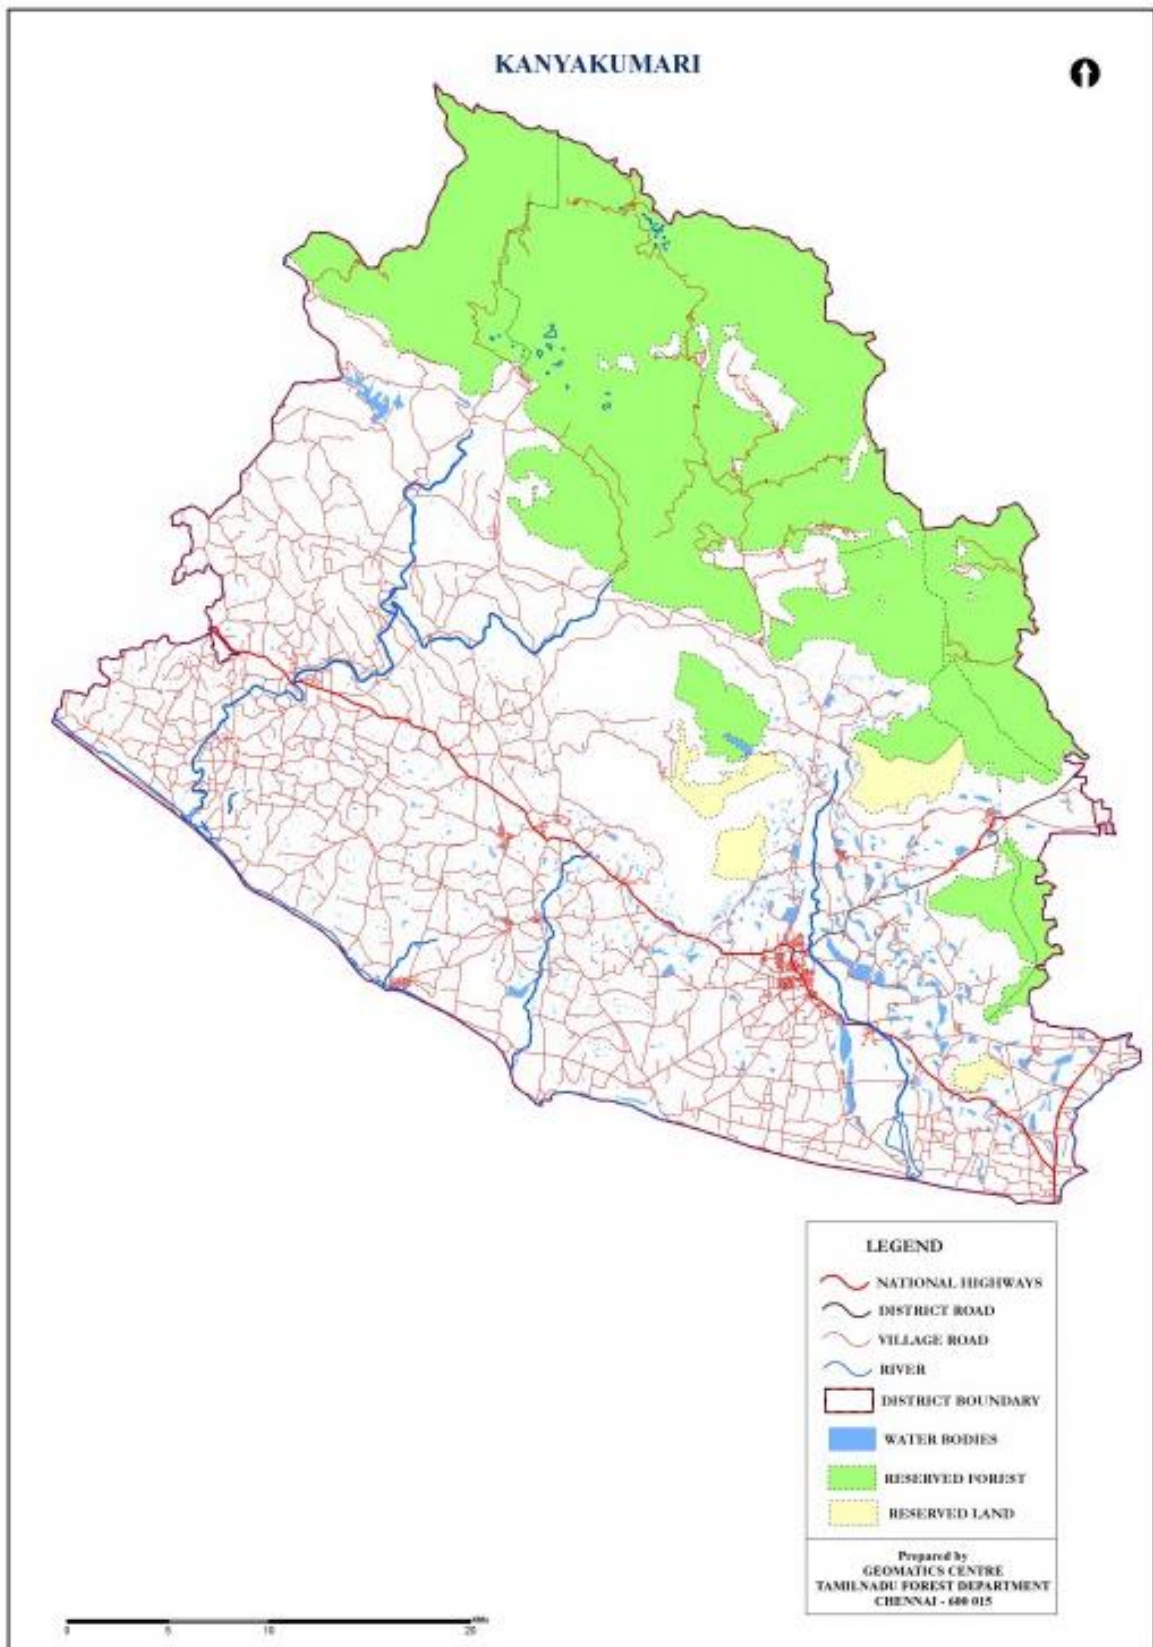 KANYAKUMARI
LEGEND
NATIONAL HIGHWAYS
DISTRICT ROAD
VILLAGE ROAD
RIVER
DISTRICT BOUNDARY
WATER BODIES
RESERVED FOREST
RESERVED LAND
Prepared by
GEOMATICS CENTRE
TAMILNADU FOREST DEPARTMENT
CHENNAI - 600 015
0 5 10 20